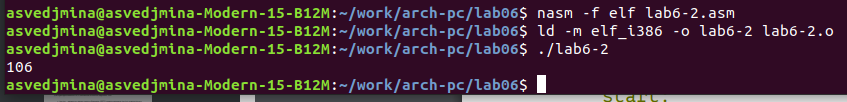 asvedjmina@asvedjmina-Modern-15-B12M:~/work/arch-pc/lab06$ nasm -f elf lab6-2.asm
asvedjmina@asvedjmina-Modern-15-B12M:~/work/arch-pc/lab06$ ld -m elf_i386 -o lab6-2 lab6-2.o
asvedjmina@asvedjmina-Modern-15-B12M:~/work/arch-pc/lab06$ ./lab6-2
106
asvedjmina@asvedjmina-Modern-15-B12M:~/work/arch-pc/lab06$
start: